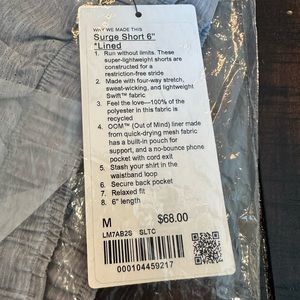 WHY WE MADE THIS
Surge Short 6"
*Lined
1. Run without limits. These
super-lightweight shorts are
constructed for a
restriction-free stride
2. Made with four-way stretch,
sweat-wicking, and lightweight
Swift™ fabric
3. Feel the love—100% of the
polyester in this fabric is
recycled
4. OOM™ (Out of Mind) liner made
from quick-drying mesh fabric
has a built-in pouch for
support, and a no-bounce phone
pocket with cord exit
5. Stash your shirt in the
waistband loop
6. Secure back pocket
7. Relaxed fit
8. 6" length
M $68.00
LM7AB2S SLTC
000104459217